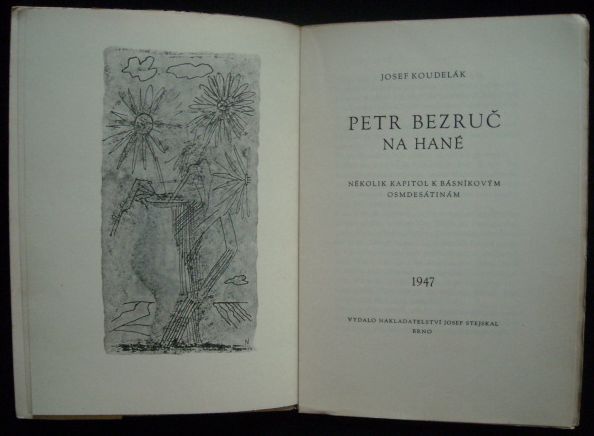 JOSEF KOUDELÁK
PETR BEZRUČ
NA HANÉ
NĚKOLIK KAPITOL K BÁSNÍKOVÝM
OSMDESÁTINÁM
1947
VYDALO NAKLADATELSTVÍ JOSEF STEJSKAL
BRNO
N